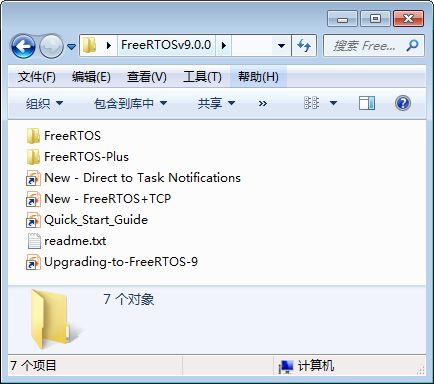 FreeRTOSv9.0.0
搜索 Free...
文件(F) 编辑(E) 查看(V) 工具(T) 帮助(H)
组织 包含到库中 共享 »
FreeRTOS
FreeRTOS-Plus
New - Direct to Task Notifications
New - FreeRTOS+TCP
Quick_Start_Guide
readme.txt
Upgrading-to-FreeRTOS-9
7 个对象
7 个项目 计算机